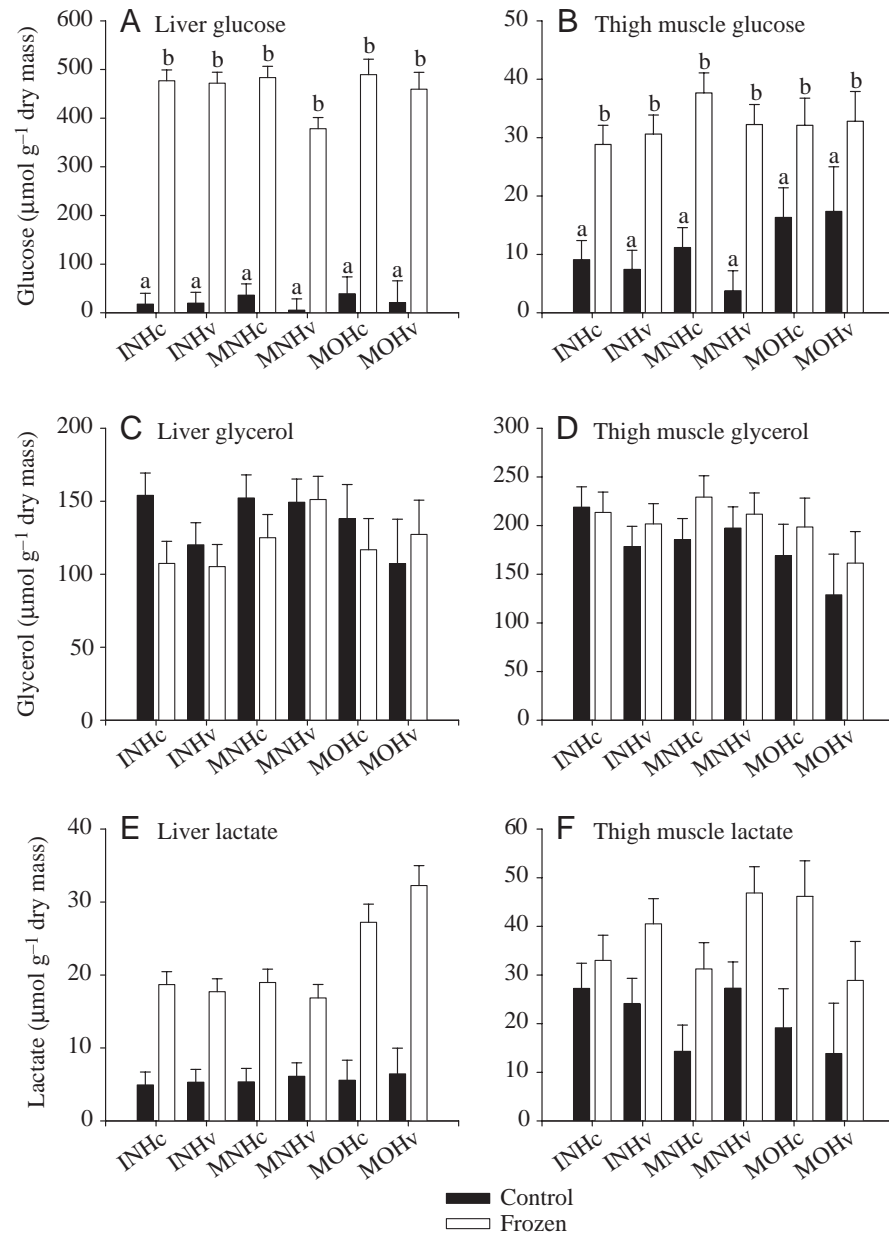 A Liver glucose
Glucose (µmol g⁻¹ dry mass)
600
500
400
300
200
100
0
b b b b b b
a a a a a a
INHc INHv MNHc MNHv MOHc MOHv
B Thigh muscle glucose
50
40
30
20
10
0
b b b b b b
a a a a a a
INHc INHv MNHc MNHv MOHc MOHv
C Liver glycerol
Glycerol (µmol g⁻¹ dry mass)
200
150
100
50
0
INHc INHv MNHc MNHv MOHc MOHv
D Thigh muscle glycerol
300
250
200
150
100
50
0
INHc INHv MNHc MNHv MOHc MOHv
E Liver lactate
Lactate (µmol g⁻¹ dry mass)
40
30
20
10
0
INHc INHv MNHc MNHv MOHc MOHv
F Thigh muscle lactate
60
50
40
30
20
10
0
INHc INHv MNHc MNHv MOHc MOHv
Control
Frozen